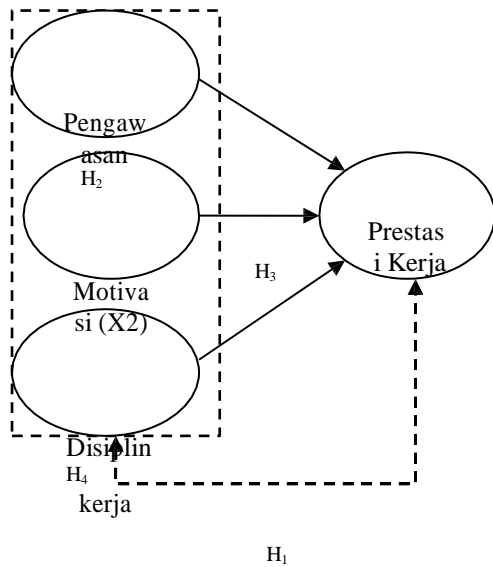 Pengaw
asan
H₂
Prestas
i Kerja
H₃
Motiva
si (X2)
Disiplin
H₄
kerja
H₁